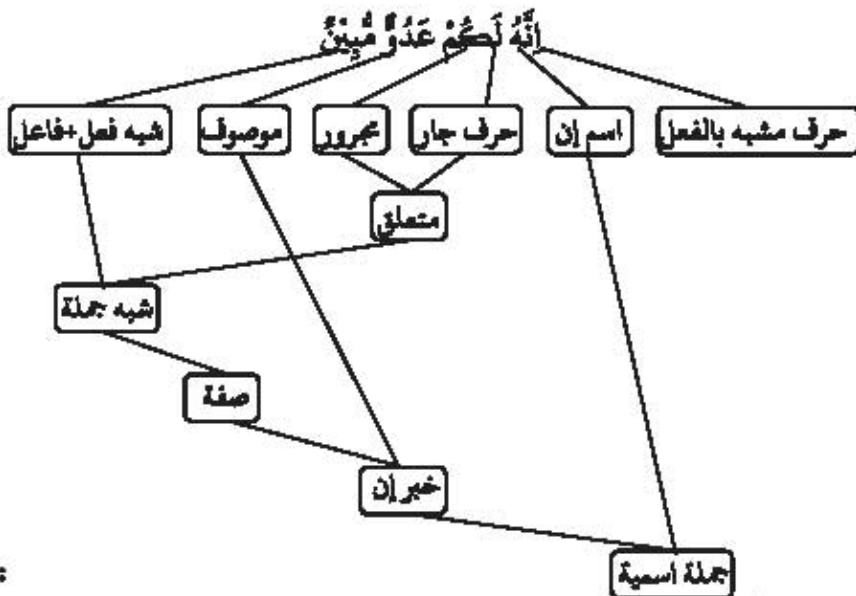 اِنَّهُ لَكُمْ عَدُوٌّ مُّبِيْنٌ
حرف مشبه بالفعل اسم إن حرف جار مجرور موصوف شبه فعل+فاعل
متعلق
شبه جملة
صفة
خبر إن
جملة اسمية
: